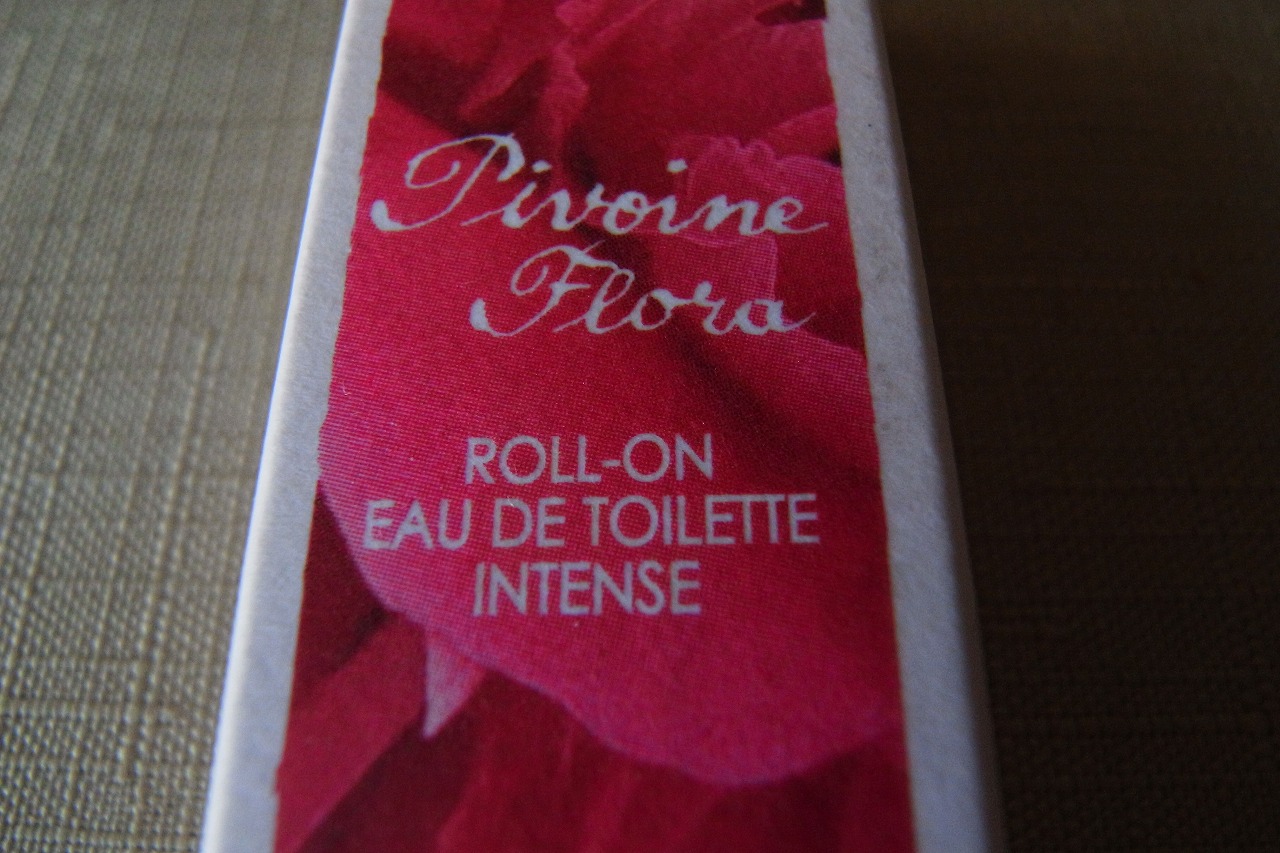 Pivoine
Flora
ROLL-ON
EAU DE TOILETTE
INTENSE